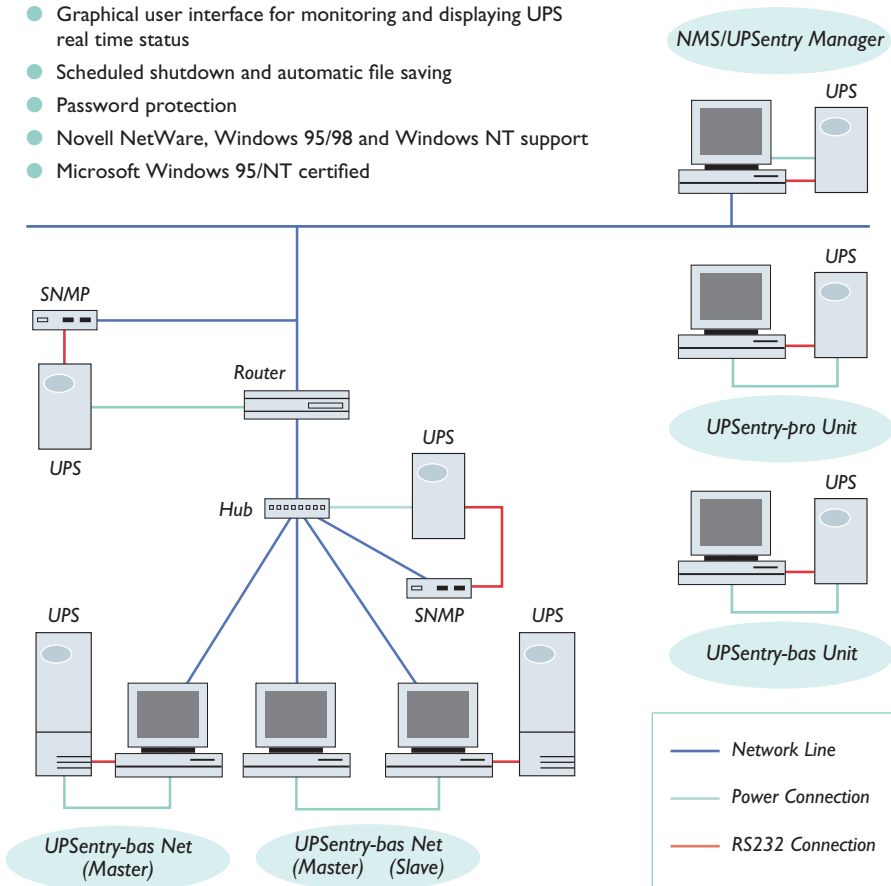 Graphical user interface for monitoring and displaying UPS
real time status
Scheduled shutdown and automatic file saving
Password protection
Novell NetWare, Windows 95/98 and Windows NT support
Microsoft Windows 95/NT certified
NMS/UPSentry Manager
UPS
SNMP
UPS
Router
UPS
UPSentry-pro Unit
UPS
Hub
UPS
SNMP
UPS
UPSentry-bas Unit
UPS
UPS
UPSentry-bas Net
(Master)
UPSentry-bas Net
(Master) (Slave)
Network Line
Power Connection
RS232 Connection